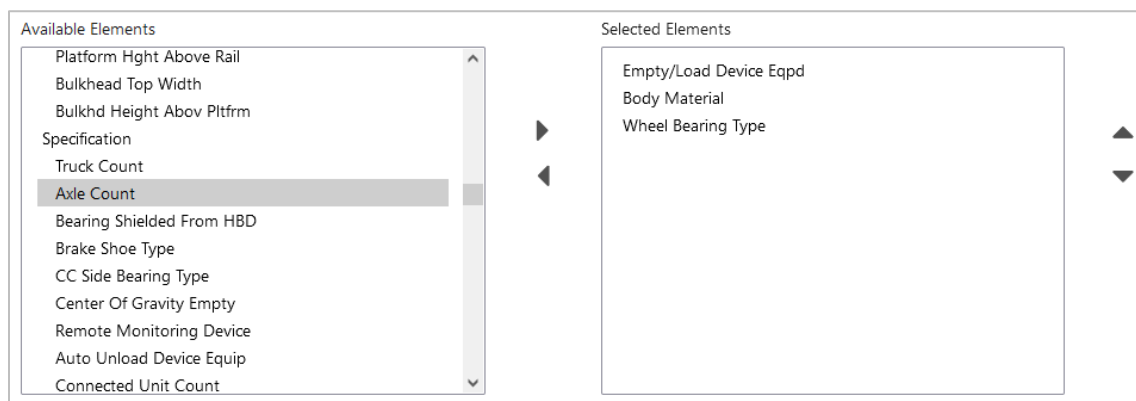 Available Elements
Platform Hght Above Rail
Bulkhead Top Width
Bulkhd Height Abov Pltfrm
Specification
Truck Count
Axle Count
Bearing Shielded From HBD
Brake Shoe Type
CC Side Bearing Type
Center Of Gravity Empty
Remote Monitoring Device
Auto Unload Device Equip
Connected Unit Count
Selected Elements
Empty/Load Device Eqpd
Body Material
Wheel Bearing Type